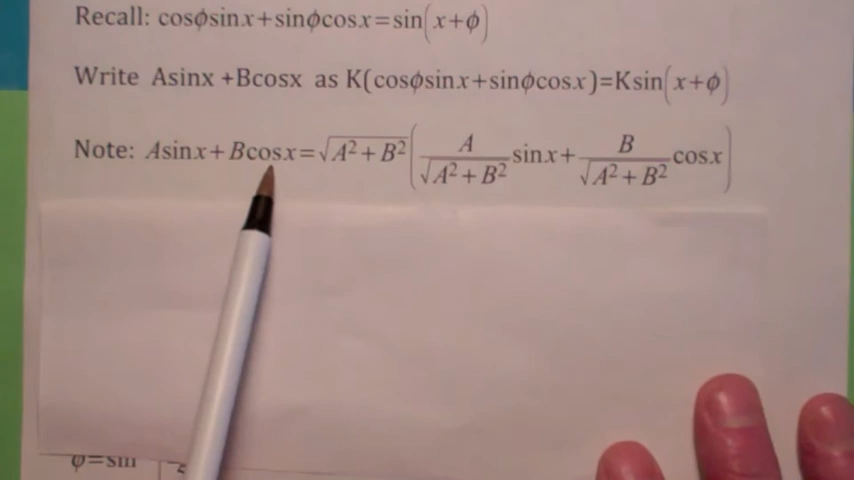 Recall: cosϕsinx+sinϕcosx=sin(x+ϕ)
Write Asinx +Bcosx as K(cosϕsinx+sinϕcosx)=Ksin(x+ϕ)
Note: Asinx+Bcosx=√A²+B²(A/√A²+B² sinx+B/√A²+B² cosx)